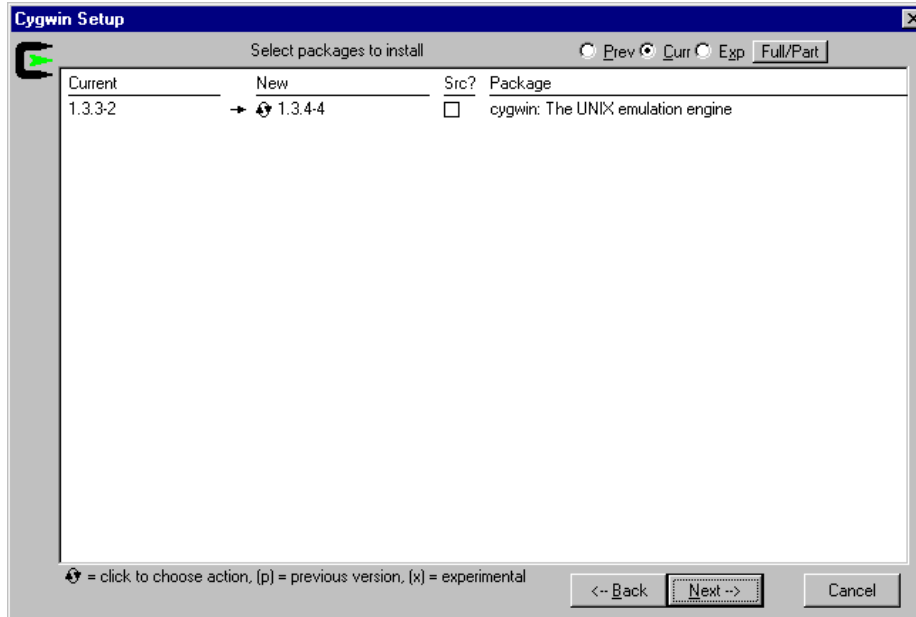 Cygwin Setup
Select packages to install Prev Curr Exp Full/Part
Current New Src? Package
1.3.3-2 1.3.4-4 cygwin: The UNIX emulation engine
= click to choose action, (p) = previous version, (x) = experimental
<-- Back Next --> Cancel